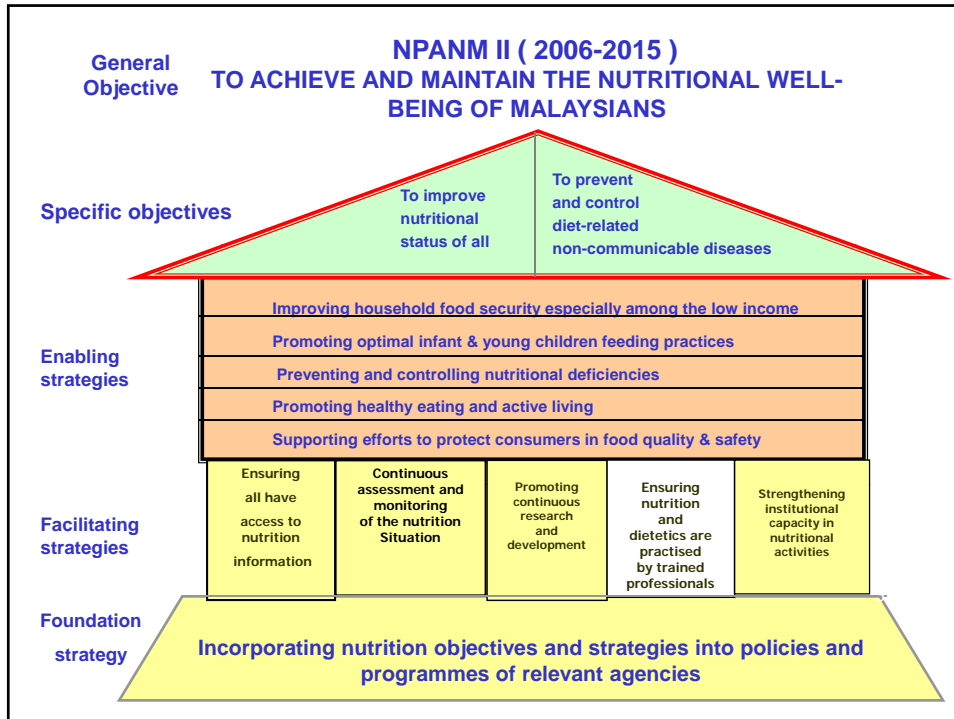 General
Objective
NPANM II ( 2006-2015 )
TO ACHIEVE AND MAINTAIN THE NUTRITIONAL WELL-
BEING OF MALAYSIANS
Specific objectives
To improve
nutritional
status of all
To prevent
and control
diet-related
non-communicable diseases
Enabling
strategies
Improving household food security especially among the low income
Promoting optimal infant & young children feeding practices
Preventing and controlling nutritional deficiencies
Promoting healthy eating and active living
Supporting efforts to protect consumers in food quality & safety
Facilitating
strategies
Ensuring
all have
access to
nutrition
information
Continuous
assessment and
monitoring
of the nutrition
Situation
Promoting
continuous
research
and
development
Ensuring
nutrition
and
dietetics are
practised
by trained
professionals
Strengthening
institutional
capacity in
nutritional
activities
Foundation
strategy
Incorporating nutrition objectives and strategies into policies and
programmes of relevant agencies